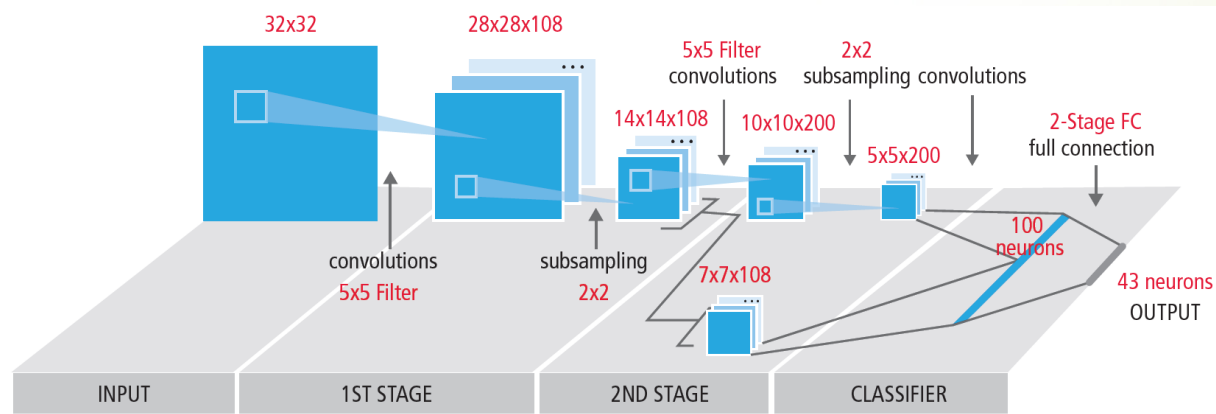 32x32
28x28x108
5x5 Filter
convolutions
2x2
subsampling
convolutions
14x14x108
10x10x200
5x5x200
2-Stage FC
full connection
convolutions
5x5 Filter
subsampling
2x2
7x7x108
100
neurons
43 neurons
OUTPUT
INPUT
1ST STAGE
2ND STAGE
CLASSIFIER